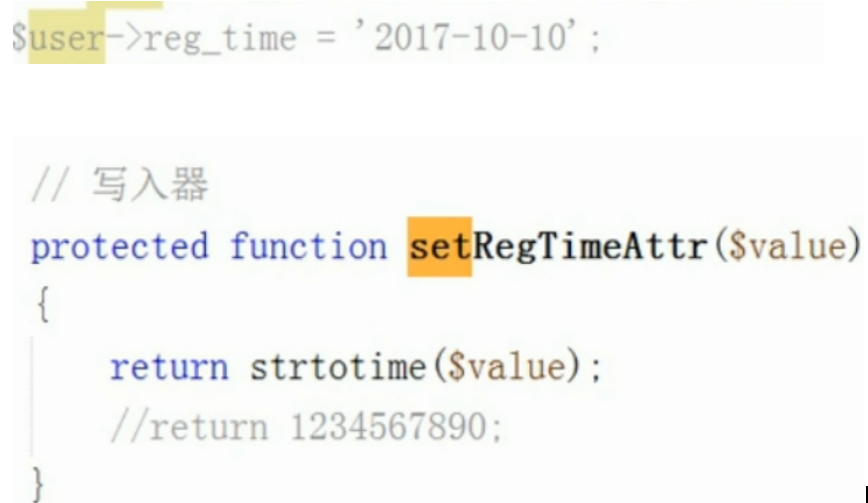 $user->reg_time = '2017-10-10';
// 写入器
protected function setRegTimeAttr($value)
{
return strtotime($value);
//return 1234567890;
}